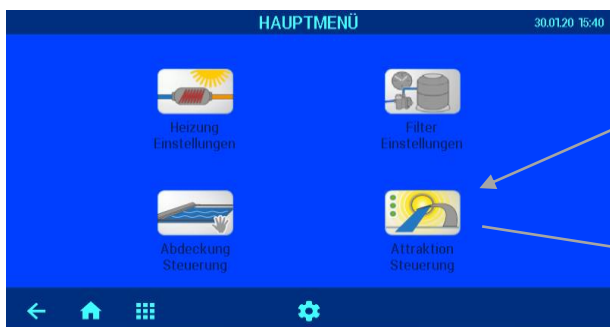 HAUPTMENÜ
30.01.20 15:40
Heizung
Einstellungen
Filter
Einstellungen
Abdeckung
Steuerung
Attraktion
Steuerung